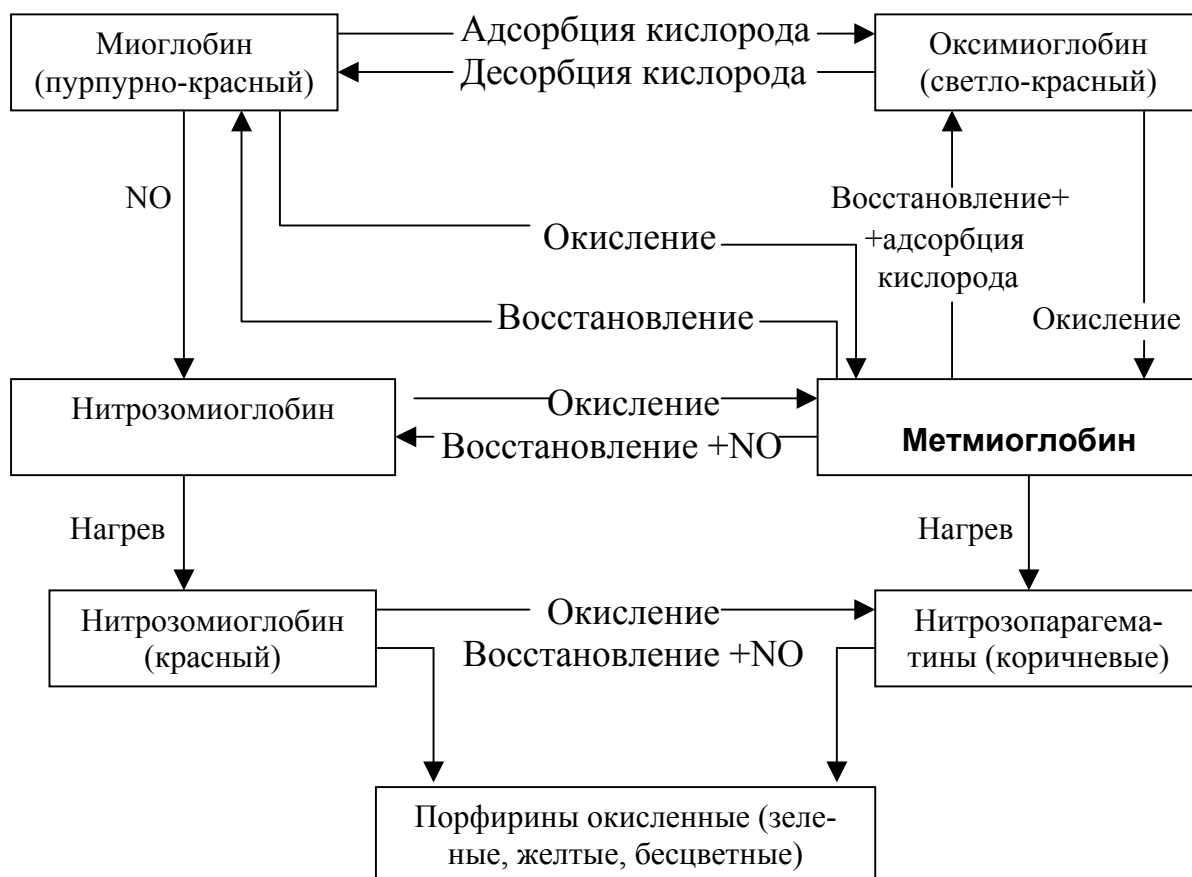 Миоглобин
(пурпурно-красный)
Адсорбция кислорода
Десорбция кислорода
Оксимиоглобин
(светло-красный)
NO
Окисление
Восстановление+
+адсорбция
кислорода
Восстановление
Окисление
Нитрозомиоглобин
Окисление
Восстановление +NO
Метмиоглобин
Нагрев
Нагрев
Нитрозомиоглобин
(красный)
Окисление
Восстановление +NO
Нитрозопарагема-
тины (коричневые)
Порфирины окисленные (зеле-
ные, желтые, бесцветные)